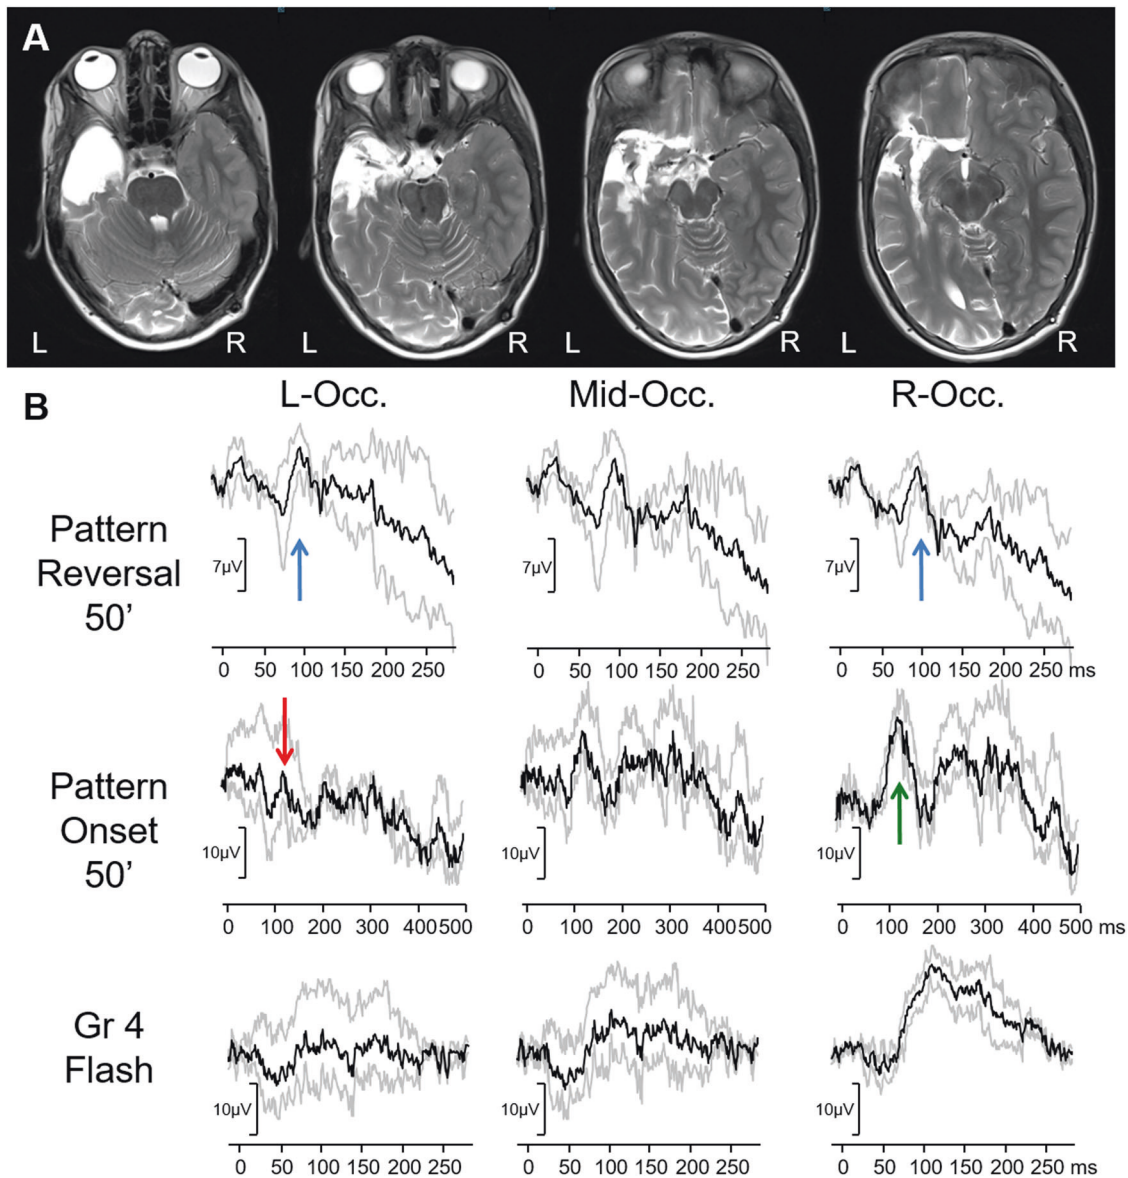 A
L R L R L R L R
B
L-Occ. Mid-Occ. R-Occ.
Pattern
Reversal
50’
7μV 7μV 7μV
0 50 100 150 200 250
0 50 100 150 200 250
0 50 100 150 200 250 ms
Pattern
Onset
50’
10μV 10μV 10μV
0 100 200 300 400 500
0 100 200 300 400 500
0 100 200 300 400 500 ms
Gr 4
Flash
10μV 10μV 10μV
0 50 100 150 200 250
0 50 100 150 200 250
0 50 100 150 200 250 ms